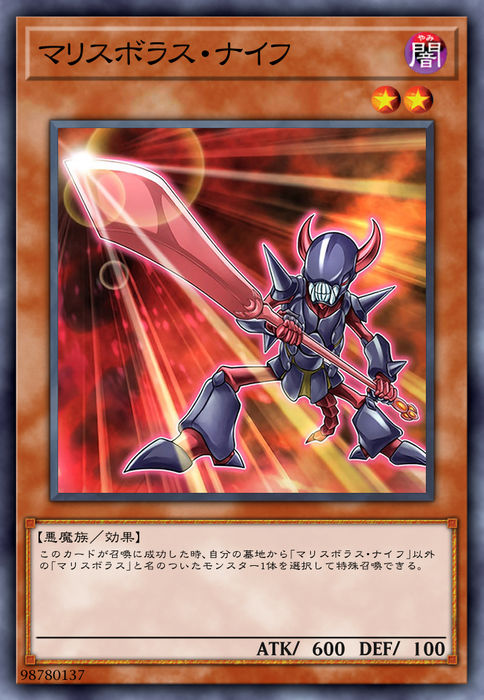 マリスボラス・ナイフ
やみ
闇
【悪魔族／効果】
このカードが召喚に成功した時、自分の墓地から「マリスボラス・ナイフ」以外
の「マリスボラス」と名のついたモンスター1体を選択して特殊召喚できる。
ATK/ 600 DEF/ 100
98780137